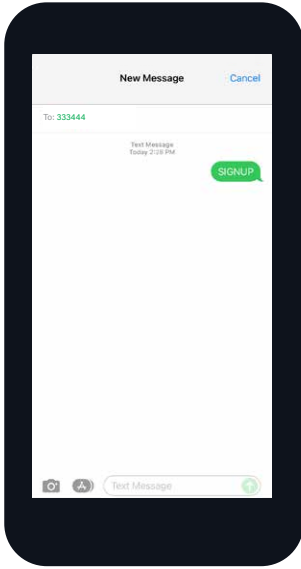 New Message Cancel
To: 333444
Text Message
Today 2:28 PM
SIGNUP
Text Message